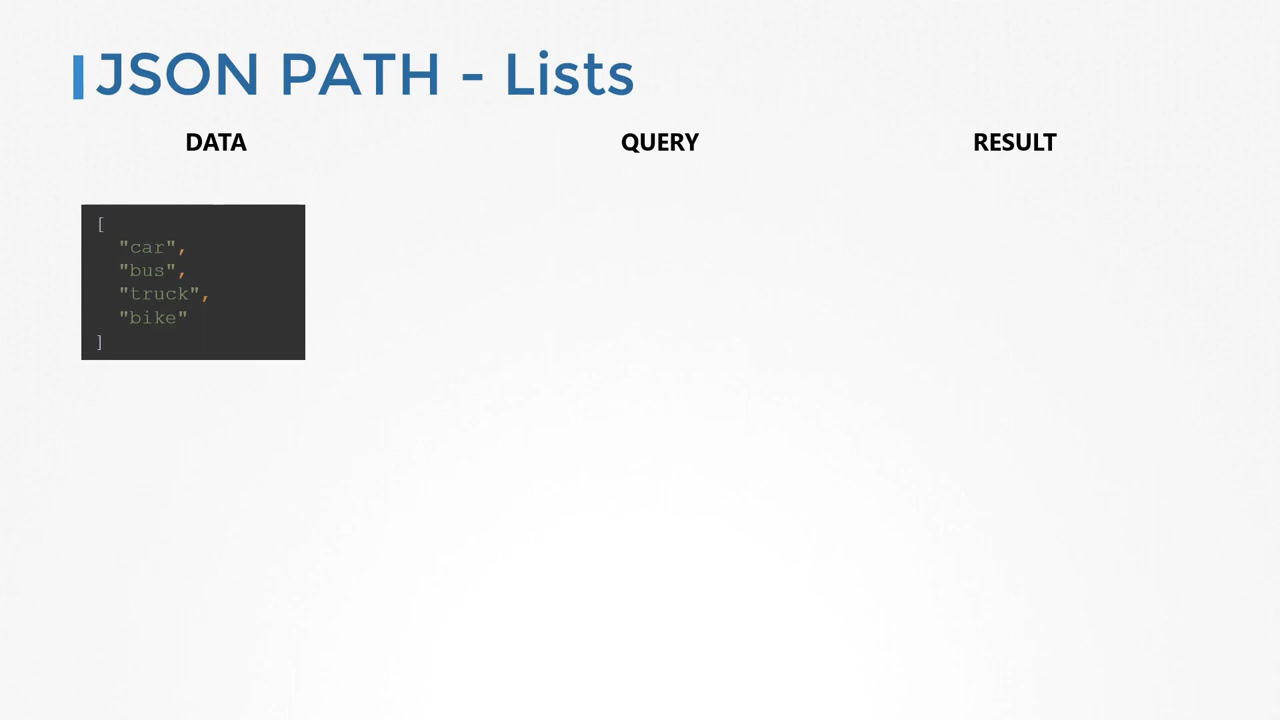 JSON PATH - Lists
DATA QUERY RESULT
[
"car",
"bus",
"truck",
"bike"
]